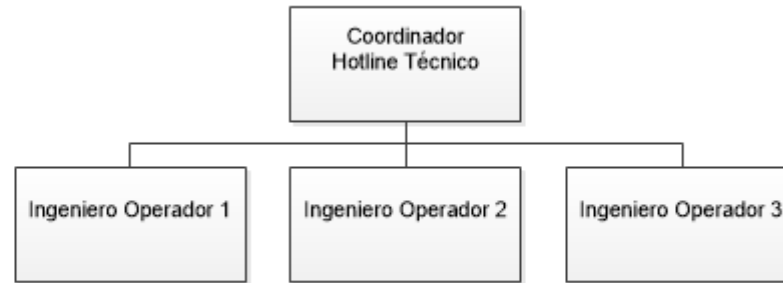 Coordinador
Hotline Técnico
Ingeniero Operador 1
Ingeniero Operador 2
Ingeniero Operador 3